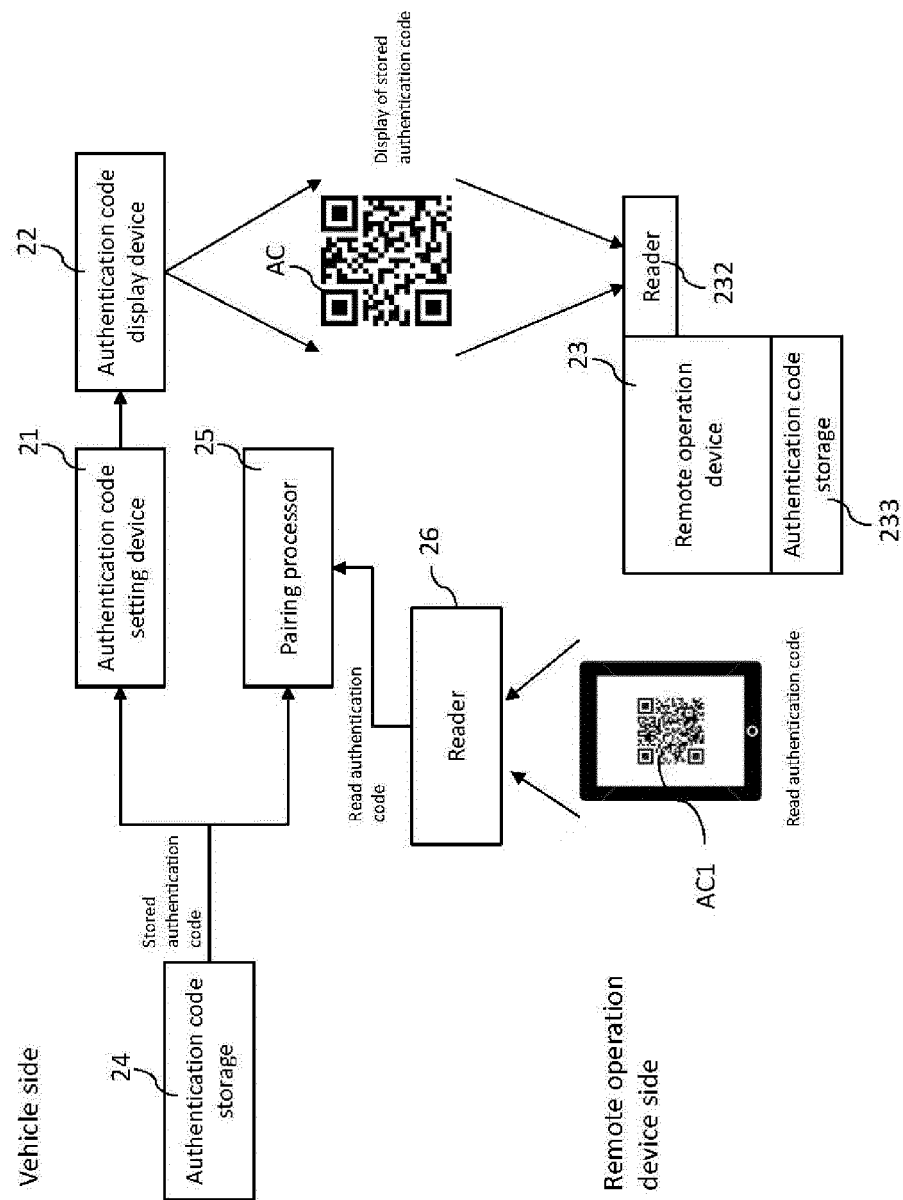 Vehicle side
24
Authentication code
storage
Stored
authentication
code
21
Authentication code
setting device
22
Authentication code
display device
25
Pairing processor
Read authentication
code
26
Reader
AC
Display of stored
authentication code
Remote operation
device side
AC1
Read authentication code
23
Remote operation
device
Reader
232
Authentication code
storage
233